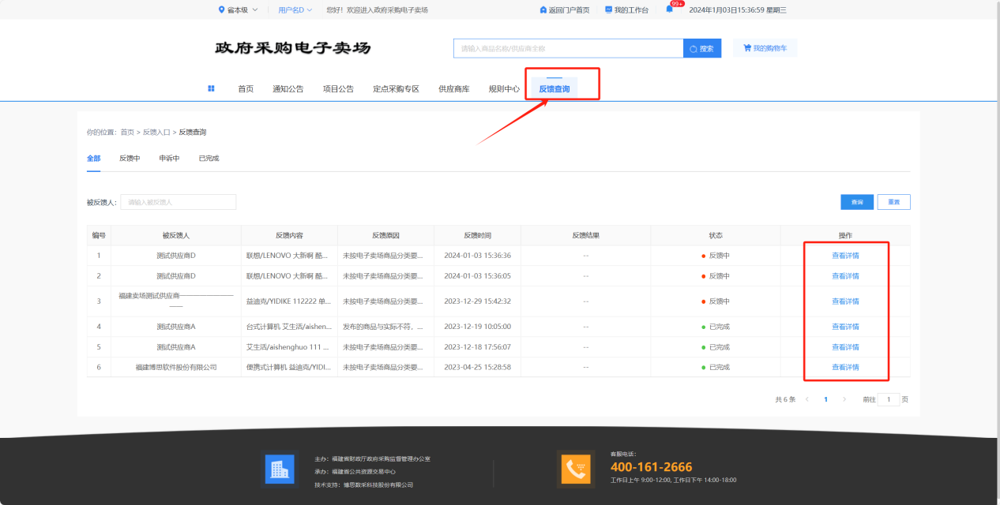 省本级 用户名D 您好！欢迎进入政府采购电子卖场 返回门户首页 我的工作台 99+ 2024年1月03日15:36:59 星期三
政府采购电子卖场
请输入商品名称/供应商全称 搜索 我的购物车
首页 通知公告 项目公告 定点采购专区 供应商库 规则中心 反馈查询
你的位置：首页 > 反馈入口 > 反馈查询
全部 反馈中 申诉中 已完成
被反馈人： 请输入被反馈人 查询 重置
编号 被反馈人 反馈内容 反馈原因 反馈时间 反馈结果 状态 操作
1 测试供应商D 联想/LENOVO 大新啊 酷... 未按电子卖场商品分类要... 2024-01-03 15:36:36 -- 反馈中 查看详情
2 测试供应商D 联想/LENOVO 大新啊 酷... 未按电子卖场商品分类要... 2024-01-03 15:36:05 -- 反馈中 查看详情
3 福建卖场测试供应商—————————— 益迪克/YIDIKE 112222 单... 未按电子卖场商品分类要... 2023-12-29 15:42:32 -- 反馈中 查看详情
4 测试供应商A 台式计算机 艾生活/aishen... 发布的商品与实际不符，... 2023-12-19 10:05:00 -- 已完成 查看详情
5 测试供应商A 艾生活/aishenghuo 111 ... 未按电子卖场商品分类要... 2023-12-18 17:56:07 -- 已完成 查看详情
6 福建博思软件股份有限公司 便携式计算机 益迪克/YIDI... 未按电子卖场商品分类要... 2023-04-25 15:28:58 -- 已完成 查看详情
共 6 条 < 1 > 前往 1 页
主办：福建省财政厅政府采购监督管理办公室
承办：福建省公共资源交易中心
技术支持：博思数采科技股份有限公司
客服电话：
400-161-2666
工作日上午 9:00-12:00, 工作日下午 14:00-18:00